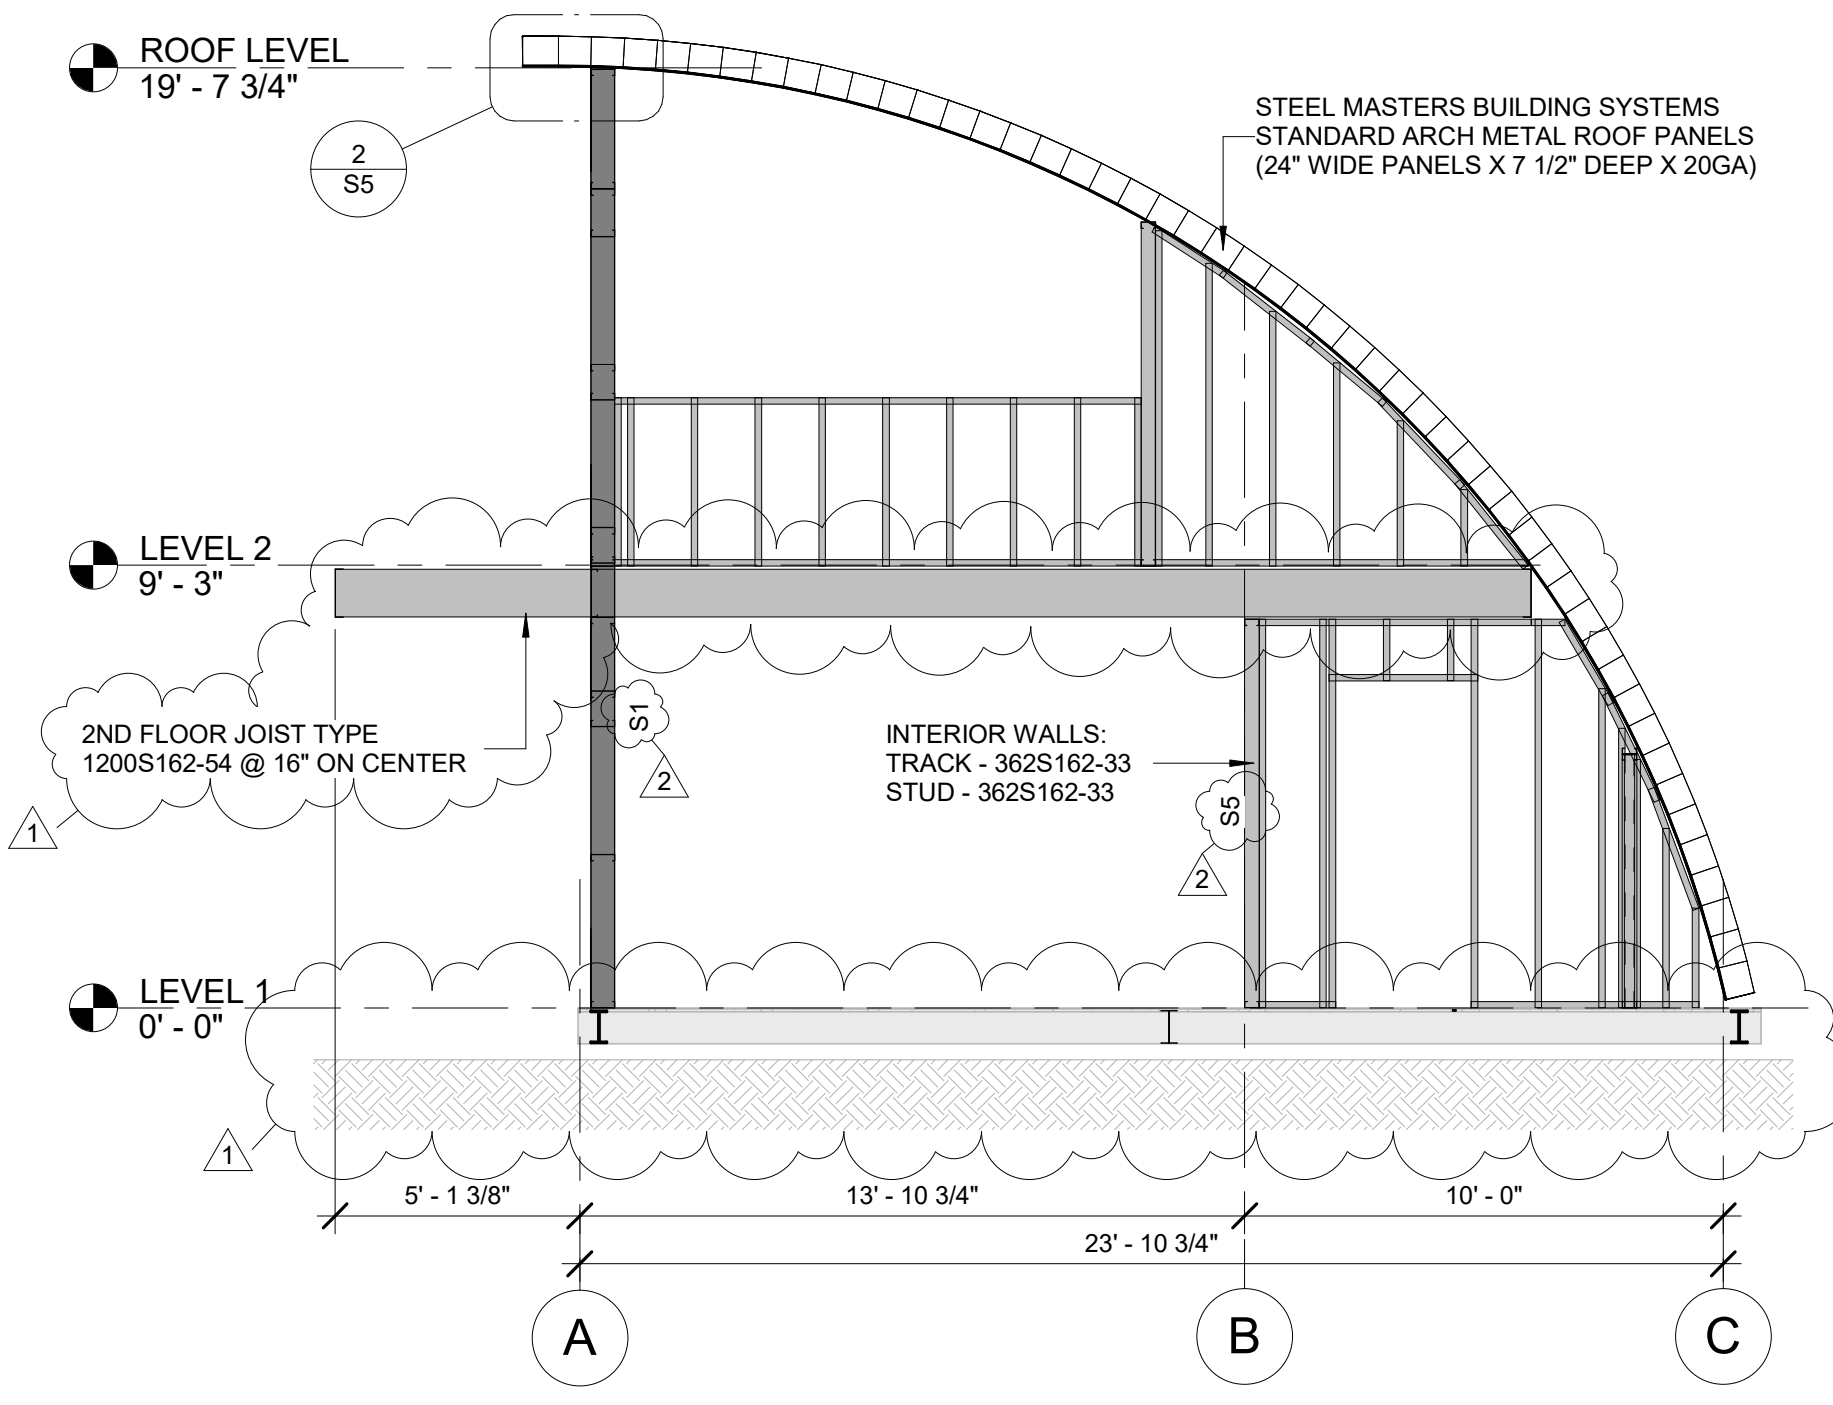 ROOF LEVEL
19' - 7 3/4"
2
S5
STEEL MASTERS BUILDING SYSTEMS
STANDARD ARCH METAL ROOF PANELS
(24" WIDE PANELS X 7 1/2" DEEP X 20GA)
LEVEL 2
9' - 3"
2ND FLOOR JOIST TYPE
1200S162-54 @ 16" ON CENTER
1
S1
2
INTERIOR WALLS:
TRACK - 362S162-33
STUD - 362S162-33
S5
2
LEVEL 1
0' - 0"
1
5' - 1 3/8"
13' - 10 3/4"
10' - 0"
23' - 10 3/4"
A
B
C